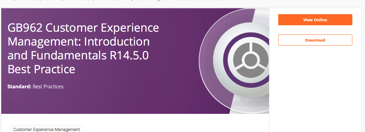 GB962 Customer Experience
Management: Introduction
and Fundamentals R14.5.0
Best Practice
Standard: Best Practices
View Online
Download
Customer Experience Management